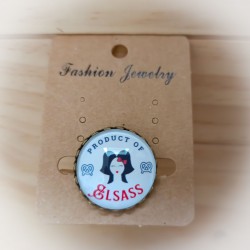 Fashion Jewelry
PRODUCT OF
ELSASS